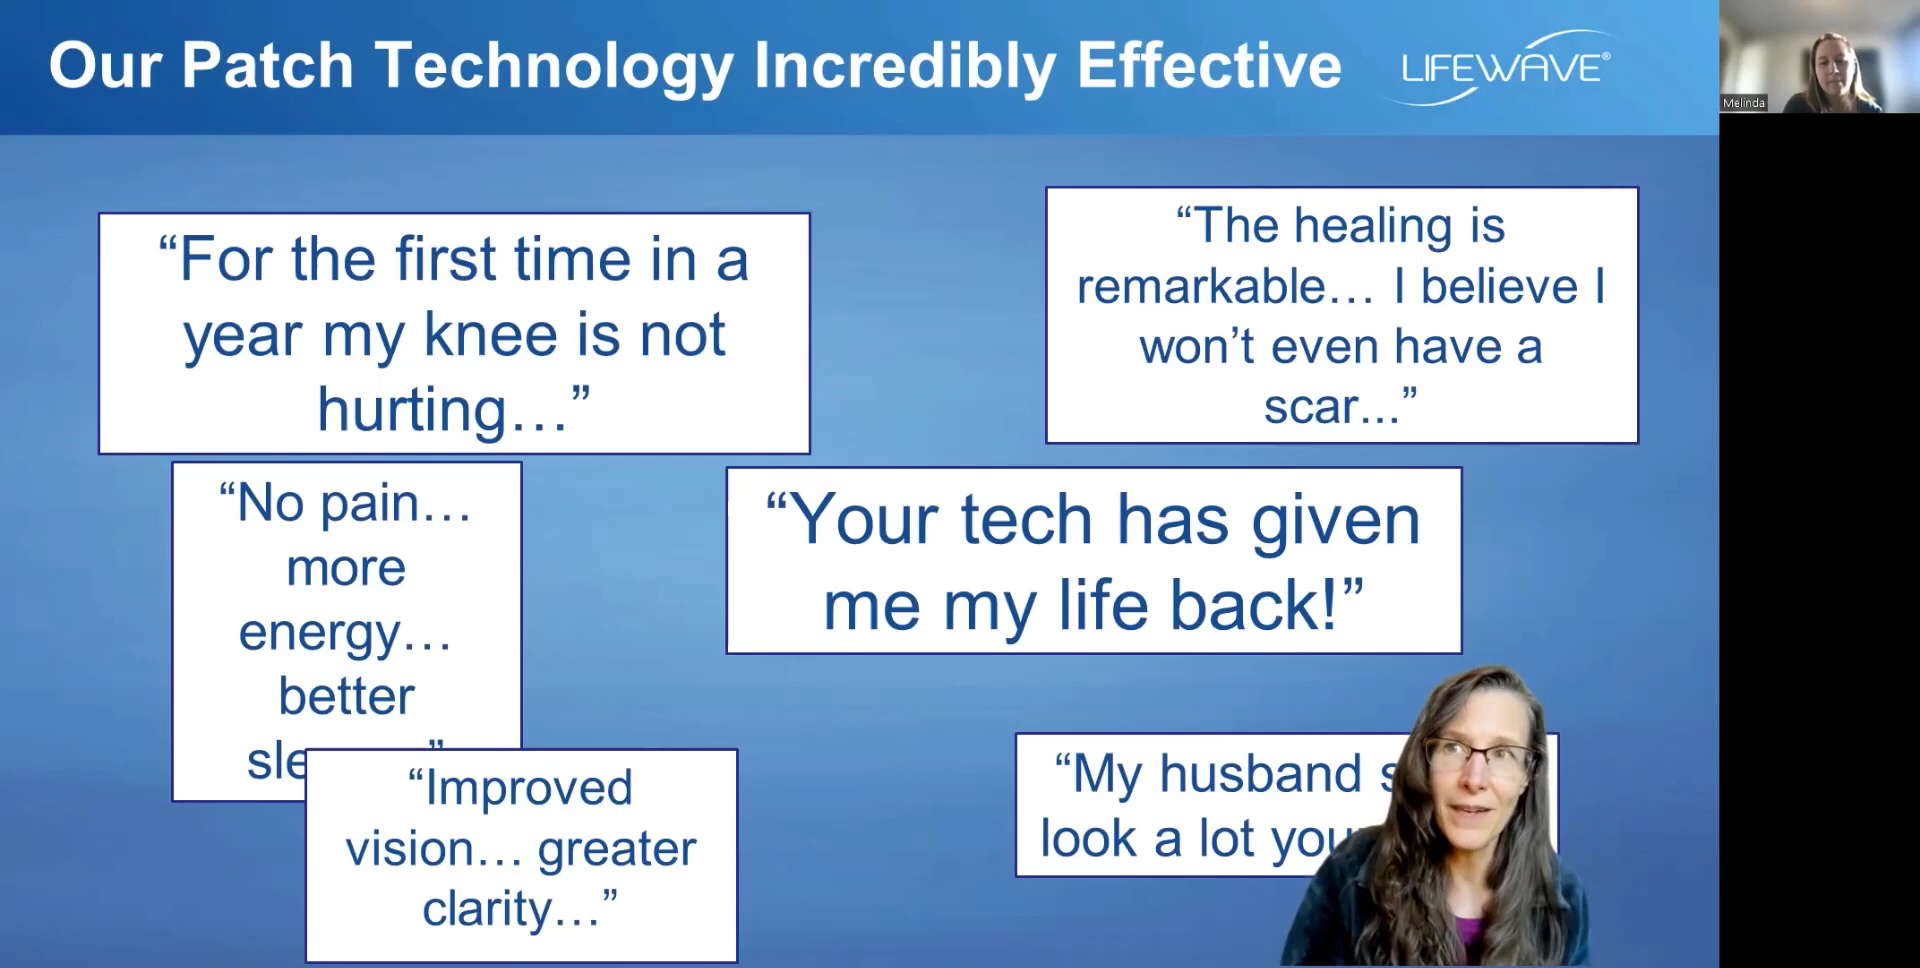 Our Patch Technology Incredibly Effective
LIFEWAVE®
Melinda
“For the first time in a
year my knee is not
hurting…”
“The healing is
remarkable… I believe I
won’t even have a
scar...”
“No pain…
more
energy…
better
“Your tech has given
me my life back!”
“Improved
vision… greater
clarity…”
“My husband
look a lot